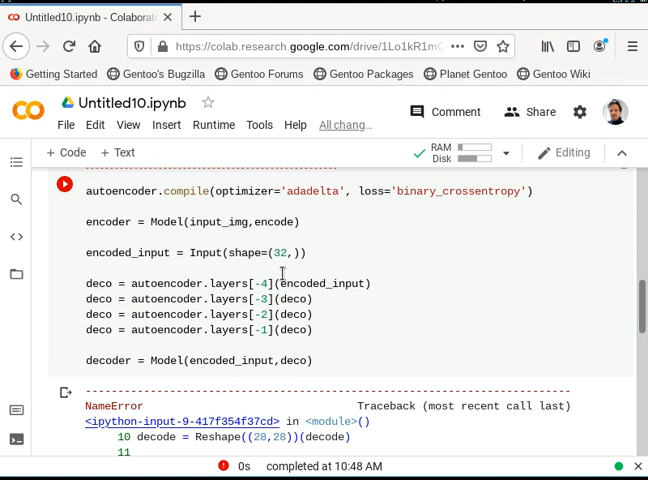 Untitled10.ipynb - Colaborat
https://colab.research.google.com/drive/1Lo1kR1m
Getting Started Gentoo's Bugzilla Gentoo Forums Gentoo Packages Planet Gentoo Gentoo Wiki
Untitled10.ipynb
Comment Share
File Edit View Insert Runtime Tools Help All chang...
+ Code + Text RAM Disk Editing
autoencoder.compile(optimizer='adadelta', loss='binary_crossentropy')
encoder = Model(input_img,encode)
encoded_input = Input(shape=(32,))
deco = autoencoder.layers[-4](encoded_input)
deco = autoencoder.layers[-3](deco)
deco = autoencoder.layers[-2](deco)
deco = autoencoder.layers[-1](deco)
decoder = Model(encoded_input,deco)
---------------------------------------------------------------------------
NameError Traceback (most recent call last)
<ipython-input-9-417f354f37cd> in <module>()
10 decode = Reshape((28,28))(decode)
11
0s completed at 10:48 AM